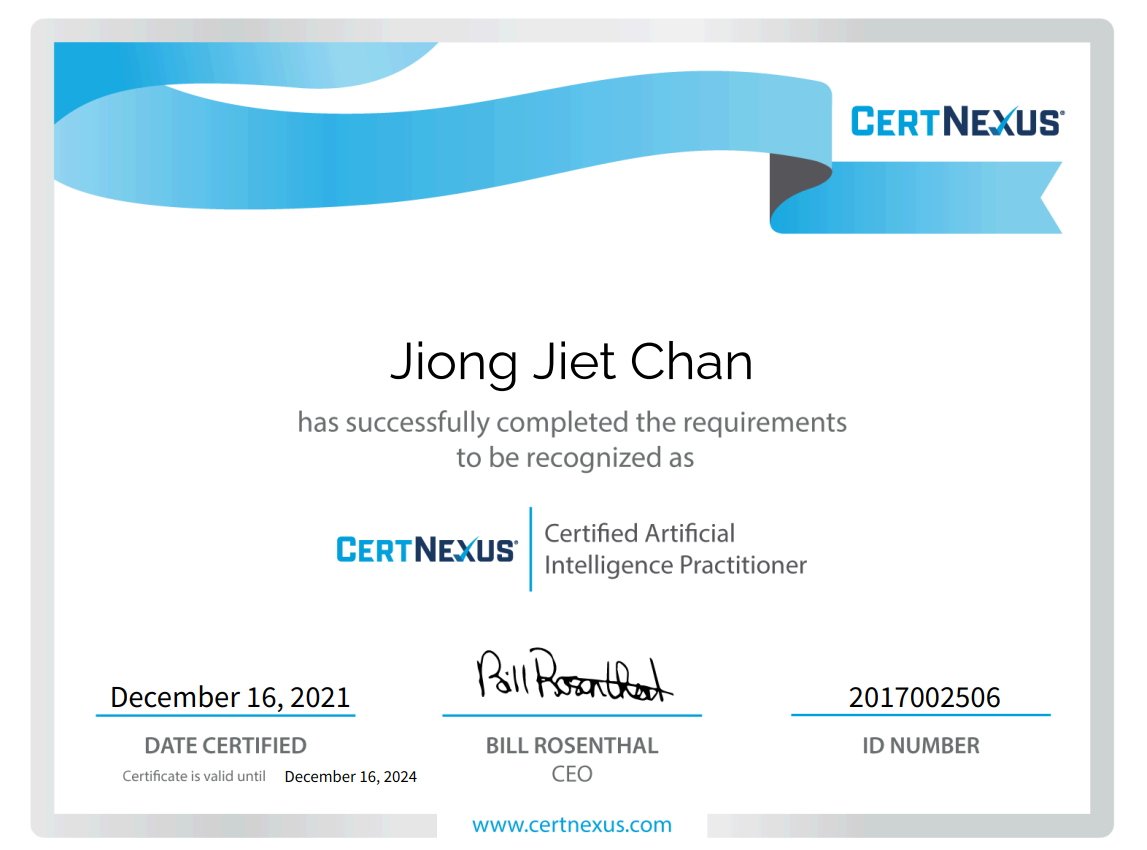 CERTNEXUS®
Jiong Jiet Chan
has successfully completed the requirements
to be recognized as
CERTNEXUS®
Certified Artificial
Intelligence Practitioner
Bill Rosenthal
December 16, 2021
2017002506
DATE CERTIFIED
BILL ROSENTHAL
ID NUMBER
Certificate is valid until December 16, 2024
CEO
www.certnexus.com